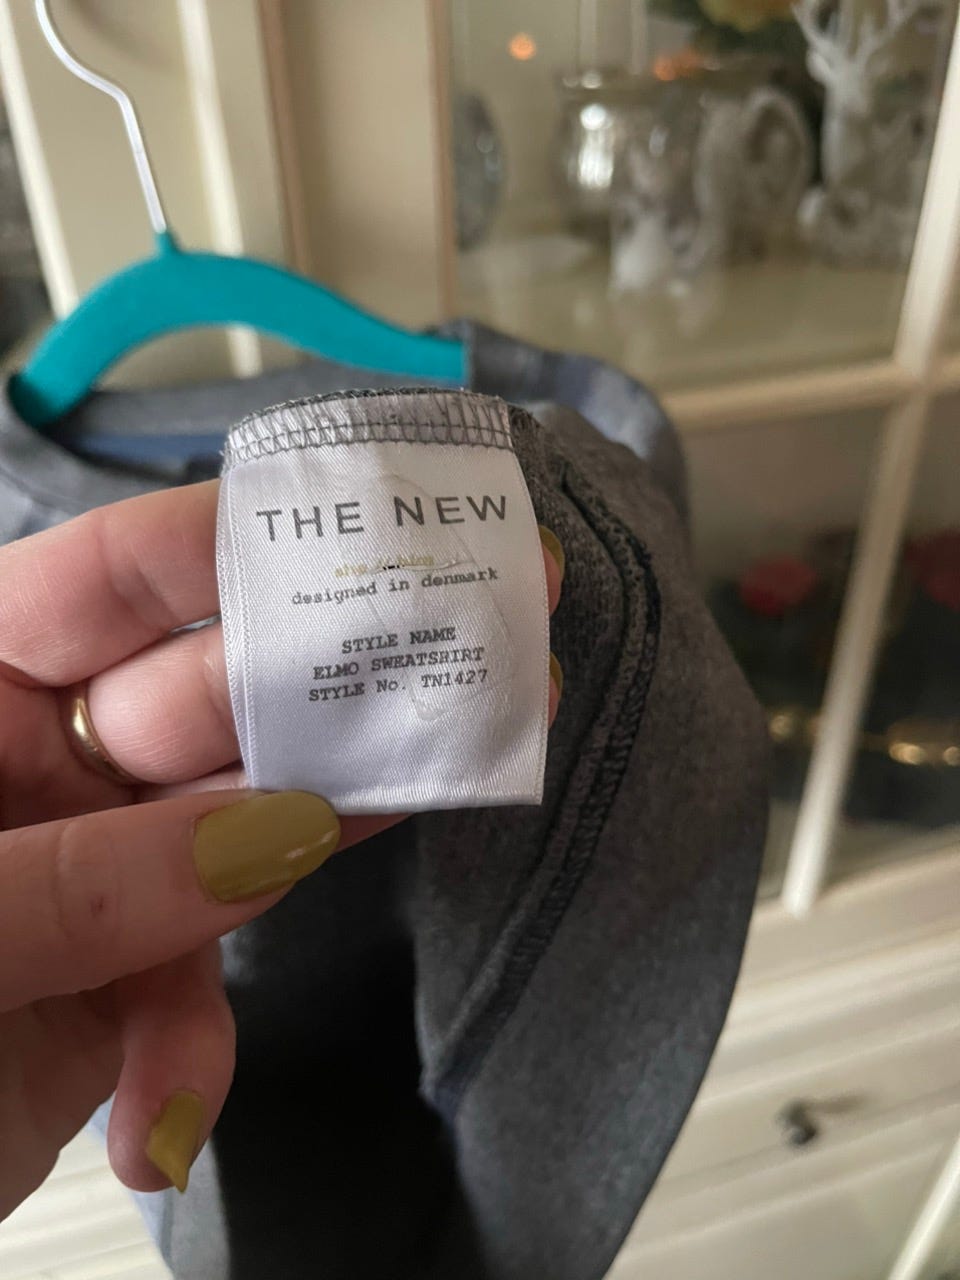 THE NEW
designed in denmark
STYLE NAME
ELMO SWEATSHIRT
STYLE No. TN1427